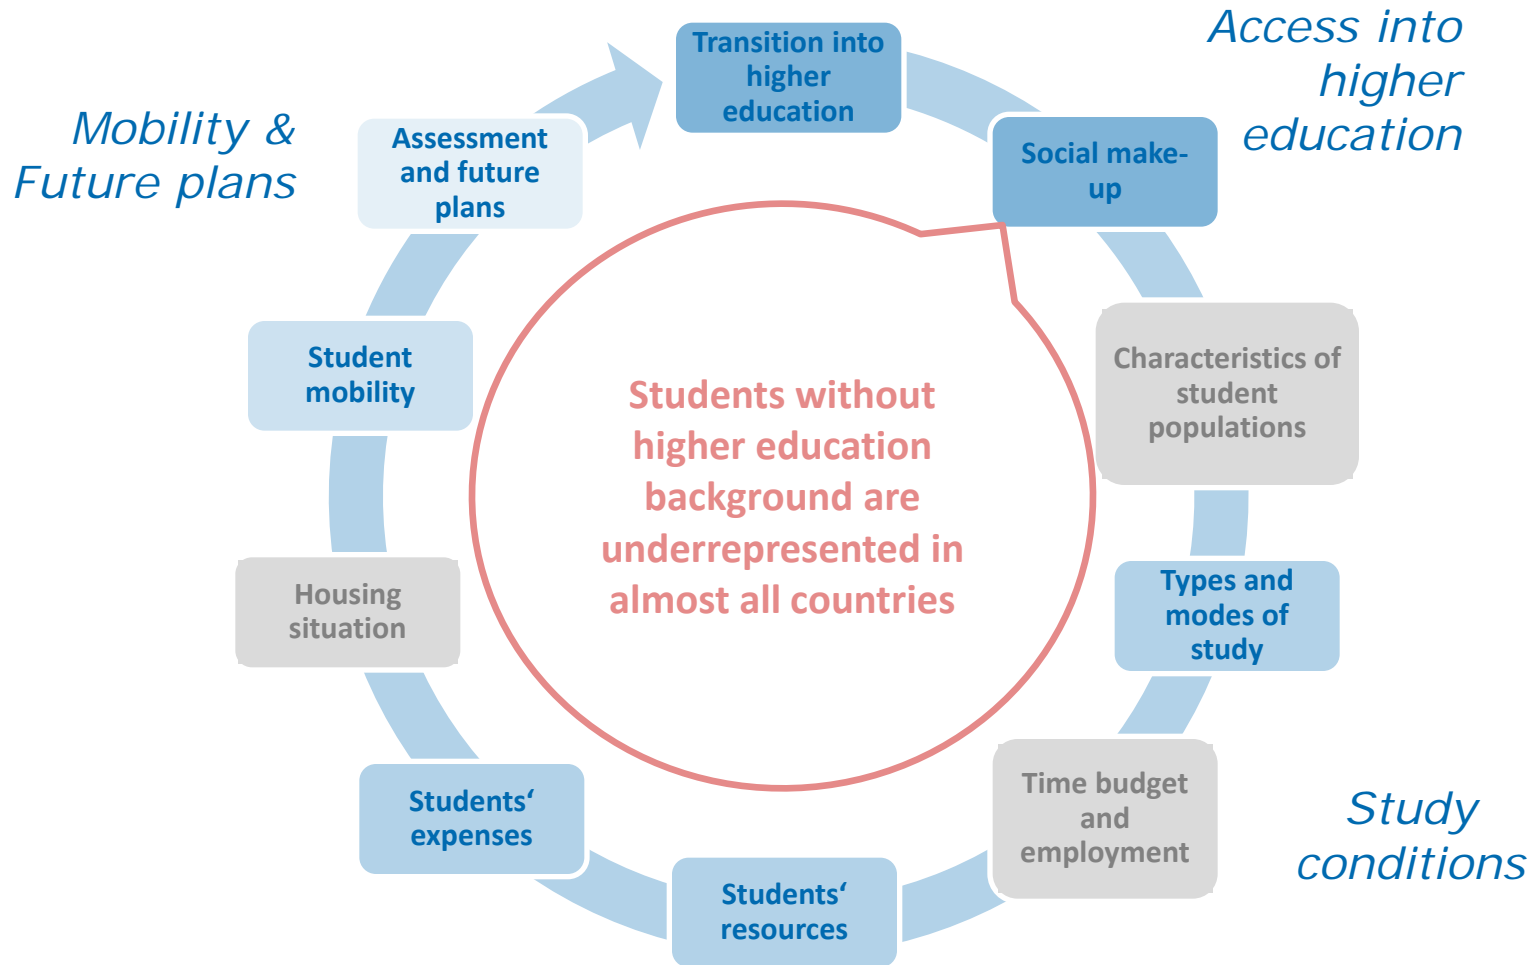 Access into
higher
education
Mobility &
Future plans
Transition into
higher
education
Social make-
up
Characteristics of
student
populations
Types and
modes of
study
Time budget
and
employment
Study
conditions
Students‘
resources
Students‘
expenses
Housing
situation
Student
mobility
Assessment
and future
plans
Students without
higher education
background are
underrepresented in
almost all countries